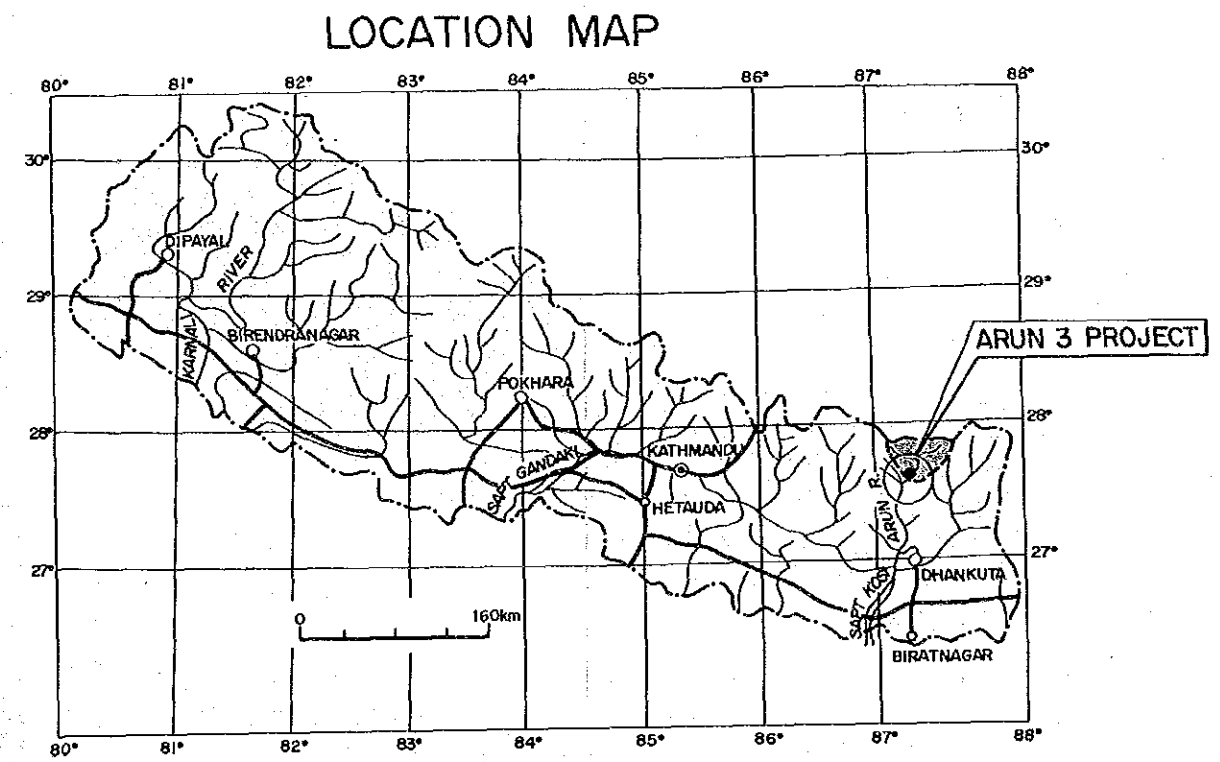 LOCATION MAP
80° 81° 82° 83° 84° 85° 86° 87° 88°
30° 30°
DIPAYAL
RIVER
29° 29°
KARNALI
BIRENDRANAGAR
ARUN 3 PROJECT
POKHARA
28° 28°
KATHMANDU
SAPT GANDAKI
ARUN R.
HETAUDA
27° 27°
DHANKUTA
SAPT KOSI
0 160km
BIRATNAGAR
80° 81° 82° 83° 84° 85° 86° 87° 88°